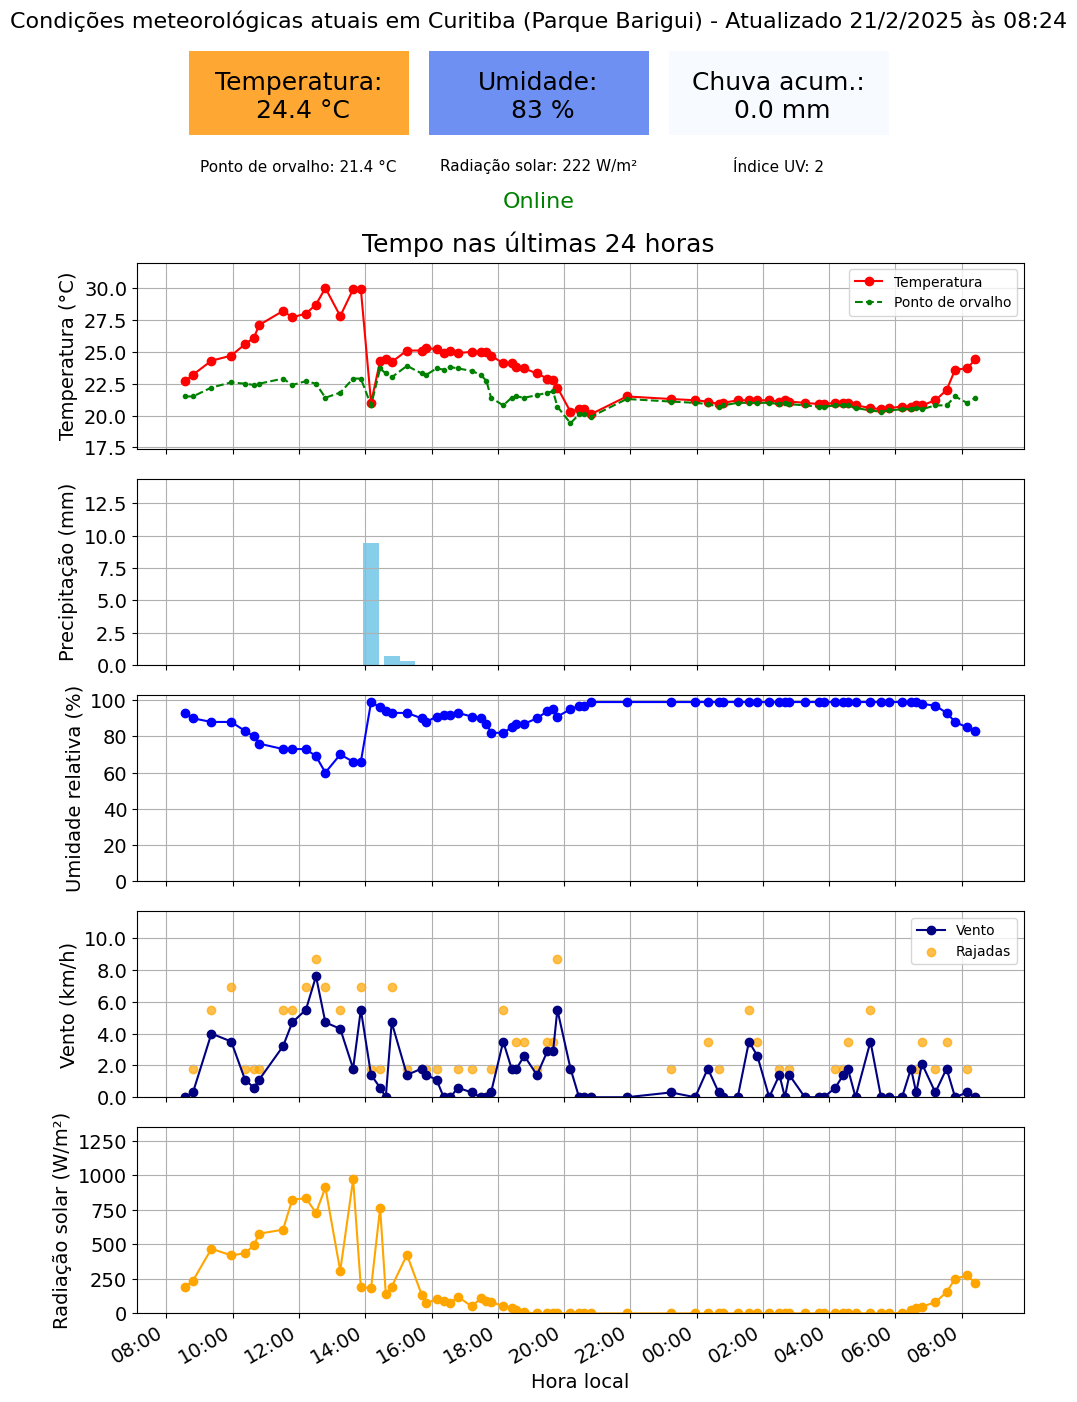 Condições meteorológicas atuais em Curitiba (Parque Barigui) - Atualizado 21/2/2025 às 08:24
Temperatura:
24.4 °C
Umidade:
83 %
Chuva acum.:
0.0 mm
Ponto de orvalho: 21.4 °C
Radiação solar: 222 W/m²
Índice UV: 2
Online
Tempo nas últimas 24 horas
Temperatura (°C)
30.0
27.5
25.0
22.5
20.0
17.5
Temperatura
Ponto de orvalho
Precipitação (mm)
12.5
10.0
7.5
5.0
2.5
0.0
Umidade relativa (%)
100
80
60
40
20
0
Vento (km/h)
10.0
8.0
6.0
4.0
2.0
0.0
Vento
Rajadas
Radiação solar (W/m²)
1250
1000
750
500
250
0
08:00
10:00
12:00
14:00
16:00
18:00
20:00
22:00
00:00
02:00
04:00
06:00
08:00
Hora local